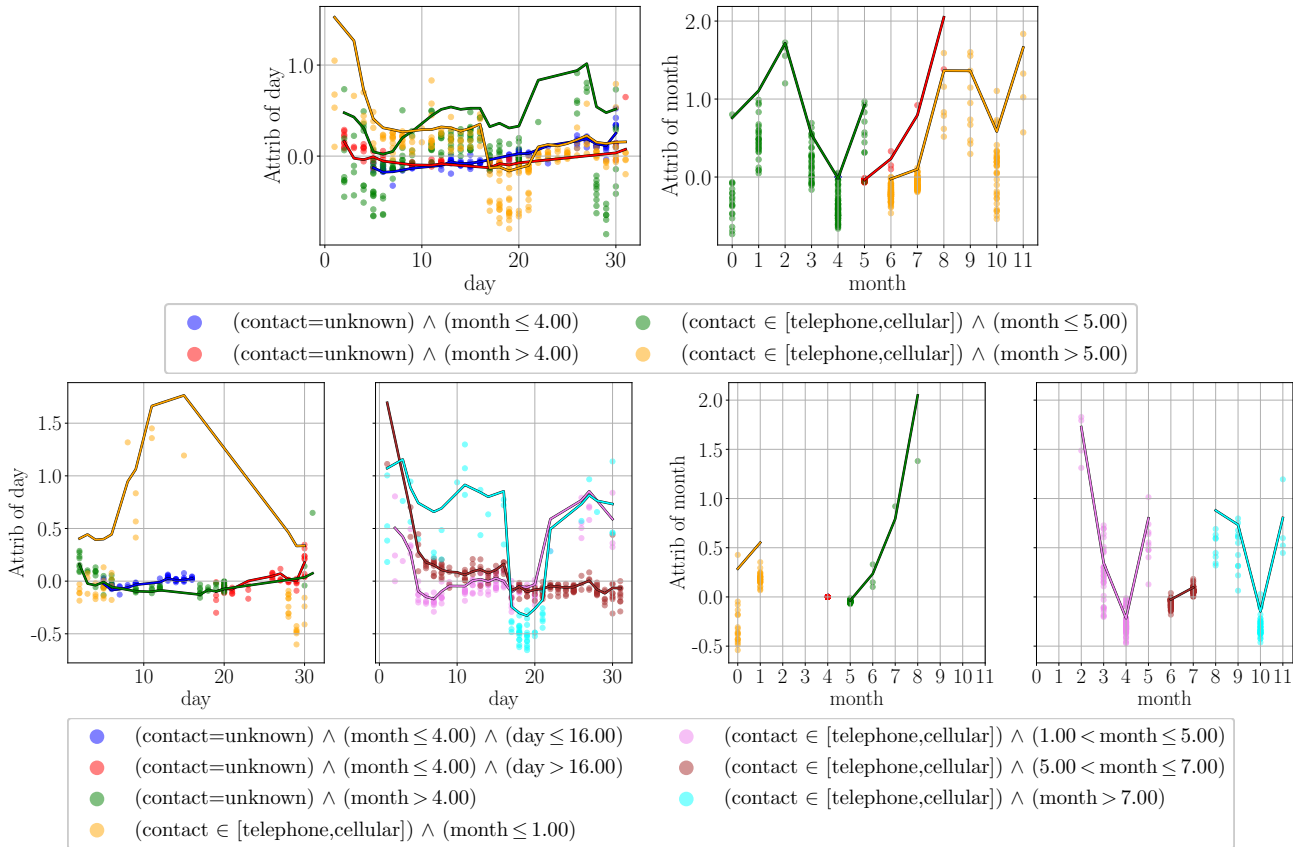 1.0
0.0
Attrib of day
0
10
20
30
day
2.0
1.0
0.0
Attrib of month
0 1 2 3 4 5 6 7 8 9 10 11
month
(contact=unknown) ∧ (month ≤ 4.00)
(contact=unknown) ∧ (month > 4.00)
(contact ∈ [telephone,cellular]) ∧ (month ≤ 5.00)
(contact ∈ [telephone,cellular]) ∧ (month > 5.00)
1.5
1.0
0.5
0.0
-0.5
Attrib of day
10
20
30
day
0
10
20
30
day
2.0
1.5
1.0
0.5
0.0
-0.5
Attrib of month
0 1 2 3 4 5 6 7 8 9 10 11
month
0 1 2 3 4 5 6 7 8 9 10 11
month
(contact=unknown) ∧ (month ≤ 4.00) ∧ (day ≤ 16.00)
(contact=unknown) ∧ (month ≤ 4.00) ∧ (day > 16.00)
(contact=unknown) ∧ (month > 4.00)
(contact ∈ [telephone,cellular]) ∧ (month ≤ 1.00)
(contact ∈ [telephone,cellular]) ∧ (1.00 < month ≤ 5.00)
(contact ∈ [telephone,cellular]) ∧ (5.00 < month ≤ 7.00)
(contact ∈ [telephone,cellular]) ∧ (month > 7.00)